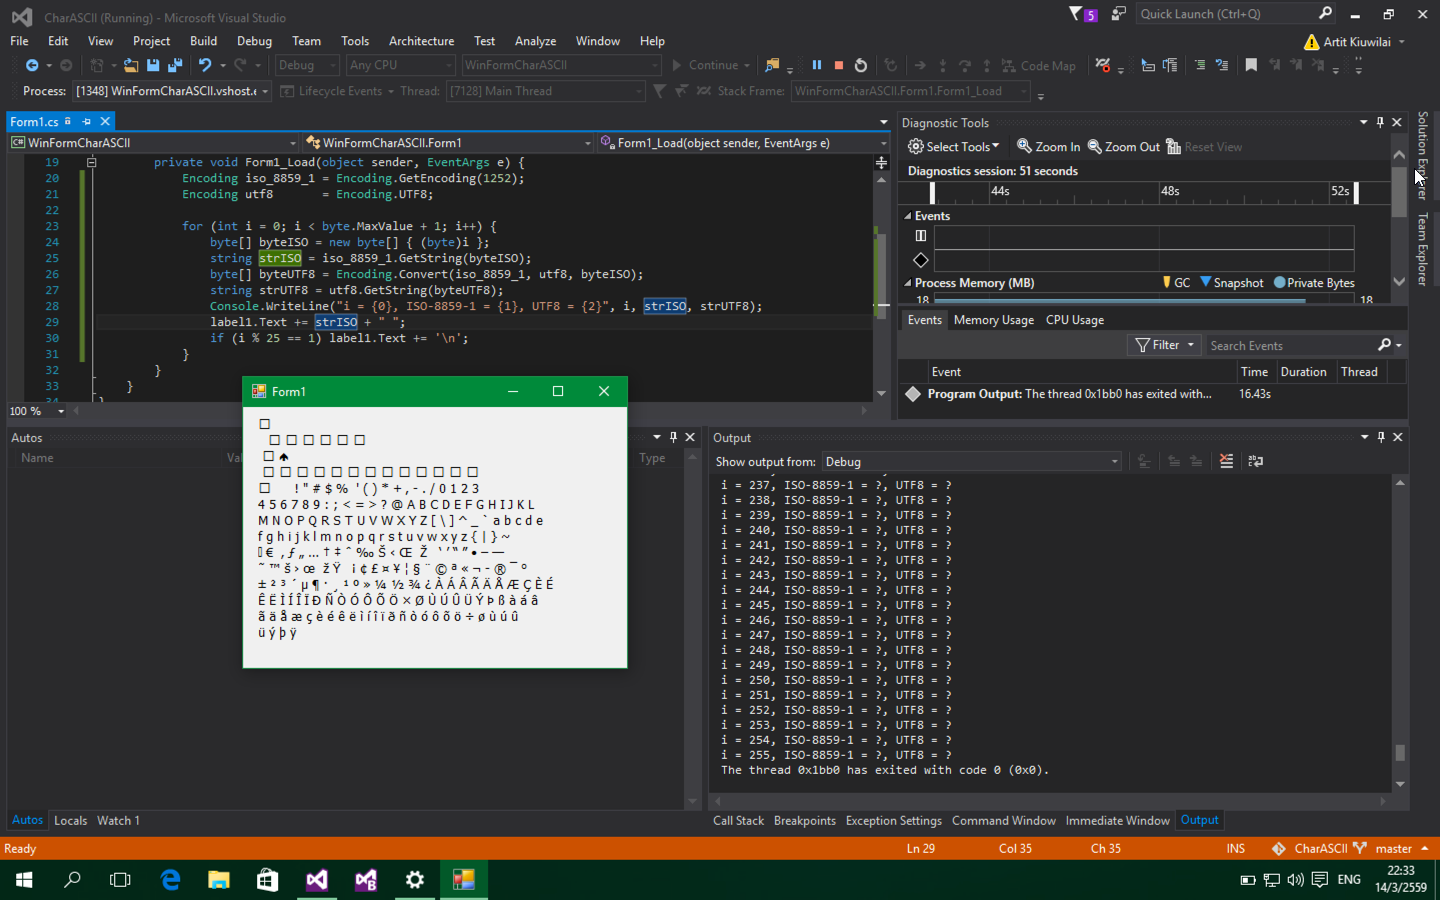 CharASCII (Running) - Microsoft Visual Studio
5
Quick Launch (Ctrl+Q)
File Edit View Project Build Debug Team Tools Architecture Test Analyze Window Help
Artit Kiuwilai
Debug Any CPU WinFormCharASCII Continue Code Map
Process: [1348] WinFormCharASCII.vshost.e Lifecycle Events Thread: [7128] Main Thread Stack Frame: WinFormCharASCII.Form1.Form1_Load
Form1.cs
WinFormCharASCII WinFormCharASCII.Form1 Form1_Load(object sender, EventArgs e)
19 private void Form1_Load(object sender, EventArgs e) {
20 Encoding iso_8859_1 = Encoding.GetEncoding(1252);
21 Encoding utf8 = Encoding.UTF8;
22
23 for (int i = 0; i < byte.MaxValue + 1; i++) {
24 byte[] byteISO = new byte[] { (byte)i };
25 string strISO = iso_8859_1.GetString(byteISO);
26 byte[] byteUTF8 = Encoding.Convert(iso_8859_1, utf8, byteISO);
27 string strUTF8 = utf8.GetString(byteUTF8);
28 Console.WriteLine("i = {0}, ISO-8859-1 = {1}, UTF8 = {2}", i, strISO, strUTF8);
29 label1.Text += strISO + " ";
30 if (i % 25 == 1) label1.Text += '\n';
31 }
32 }
33 }
34 }
100 %
Diagnostic Tools
Select Tools Zoom In Zoom Out Reset View
Diagnostics session: 51 seconds
44s 48s 52s
Events
Process Memory (MB) GC Snapshot Private Bytes
18 18
Events Memory Usage CPU Usage
Filter Search Events
Event Time Duration Thread
Program Output: The thread 0x1bb0 has exited with... 16.43s
Solution Explorer
Team Explorer
Form1
□
□ □ □ □ □ □
□ ♠
□ □ □ □ □ □ □ □ □ □ □ □ □
□ ! " # $ % ' ( ) * + , - . / 0 1 2 3
4 5 6 7 8 9 : ; < = > ? @ A B C D E F G H I J K L
M N O P Q R S T U V W X Y Z [ \ ] ^ _ ` a b c d e
f g h i j k l m n o p q r s t u v w x y z { | } ~
€ ‚ ƒ „ … † ‡ ˆ ‰ Š ‹ Œ Ž ‘ ’ “ ” • – —
˜ ™ š › œ ž Ÿ ¡ ¢ £ ¤ ¥ ¦ § ¨ © ª « ¬ - ® ¯ °
± ² ³ ´ µ ¶ · ¸ ¹ º » ¼ ½ ¾ ¿ À Á Â Ã Ä Å Æ Ç È É
Ê Ë Ì Í Î Ï Ð Ñ Ò Ó Ô Õ Ö × Ø Ù Ú Û Ü Ý Þ ß à á â
ã ä å æ ç è é ê ë ì í î ï ð ñ ò ó ô õ ö ÷ ø ù ú û
ü ý þ ÿ
Autos
Name Val Type
Autos Locals Watch 1
Output
Show output from: Debug
i = 237, ISO-8859-1 = ?, UTF8 = ?
i = 238, ISO-8859-1 = ?, UTF8 = ?
i = 239, ISO-8859-1 = ?, UTF8 = ?
i = 240, ISO-8859-1 = ?, UTF8 = ?
i = 241, ISO-8859-1 = ?, UTF8 = ?
i = 242, ISO-8859-1 = ?, UTF8 = ?
i = 243, ISO-8859-1 = ?, UTF8 = ?
i = 244, ISO-8859-1 = ?, UTF8 = ?
i = 245, ISO-8859-1 = ?, UTF8 = ?
i = 246, ISO-8859-1 = ?, UTF8 = ?
i = 247, ISO-8859-1 = ?, UTF8 = ?
i = 248, ISO-8859-1 = ?, UTF8 = ?
i = 249, ISO-8859-1 = ?, UTF8 = ?
i = 250, ISO-8859-1 = ?, UTF8 = ?
i = 251, ISO-8859-1 = ?, UTF8 = ?
i = 252, ISO-8859-1 = ?, UTF8 = ?
i = 253, ISO-8859-1 = ?, UTF8 = ?
i = 254, ISO-8859-1 = ?, UTF8 = ?
i = 255, ISO-8859-1 = ?, UTF8 = ?
The thread 0x1bb0 has exited with code 0 (0x0).
Call Stack Breakpoints Exception Settings Command Window Immediate Window Output
Ready Ln 29 Col 35 Ch 35 INS CharASCII master
ENG 22:33
14/3/2559